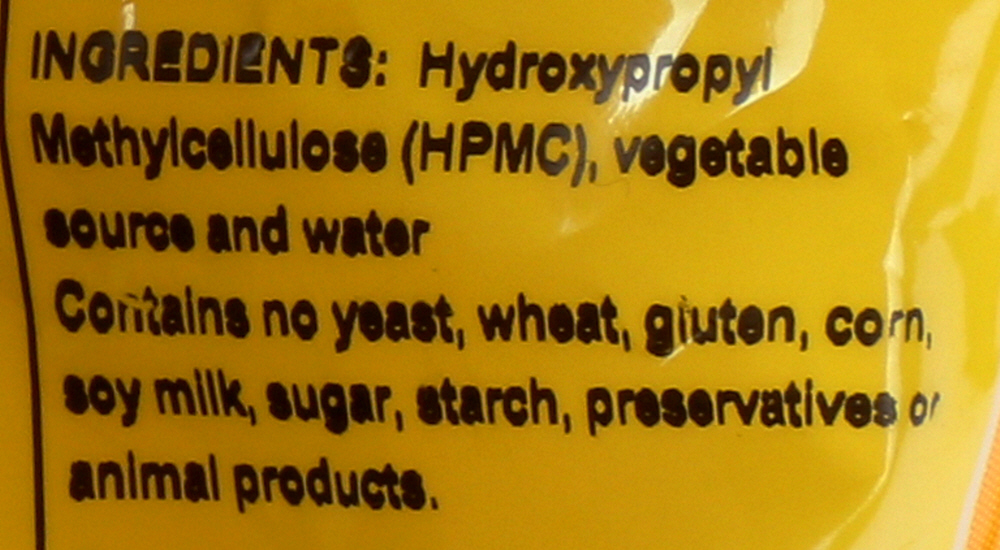 INGREDIENTS: Hydroxypropyl
Methylcellulose (HPMC), vegetable
source and water
Contains no yeast, wheat, gluten, corn,
soy milk, sugar, starch, preservatives or
animal products.